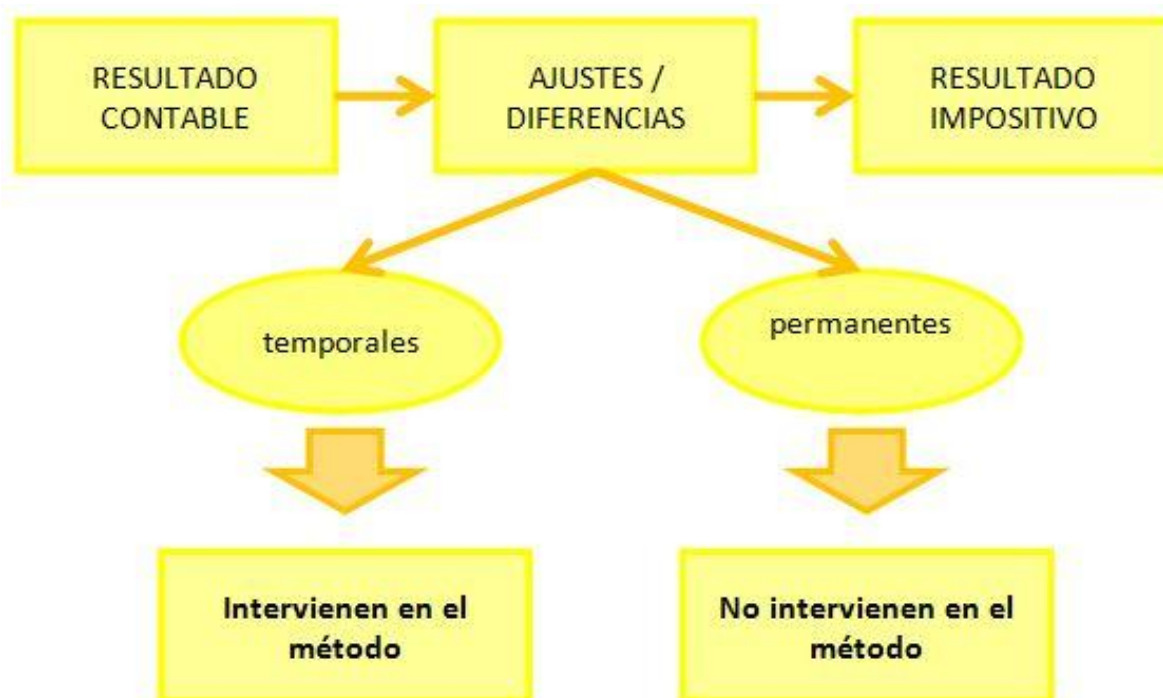 RESULTADO
CONTABLE
AJUSTES /
DIFERENCIAS
RESULTADO
IMPOSITIVO
temporales
permanentes
Intervienen en el
método
No intervienen en el
método